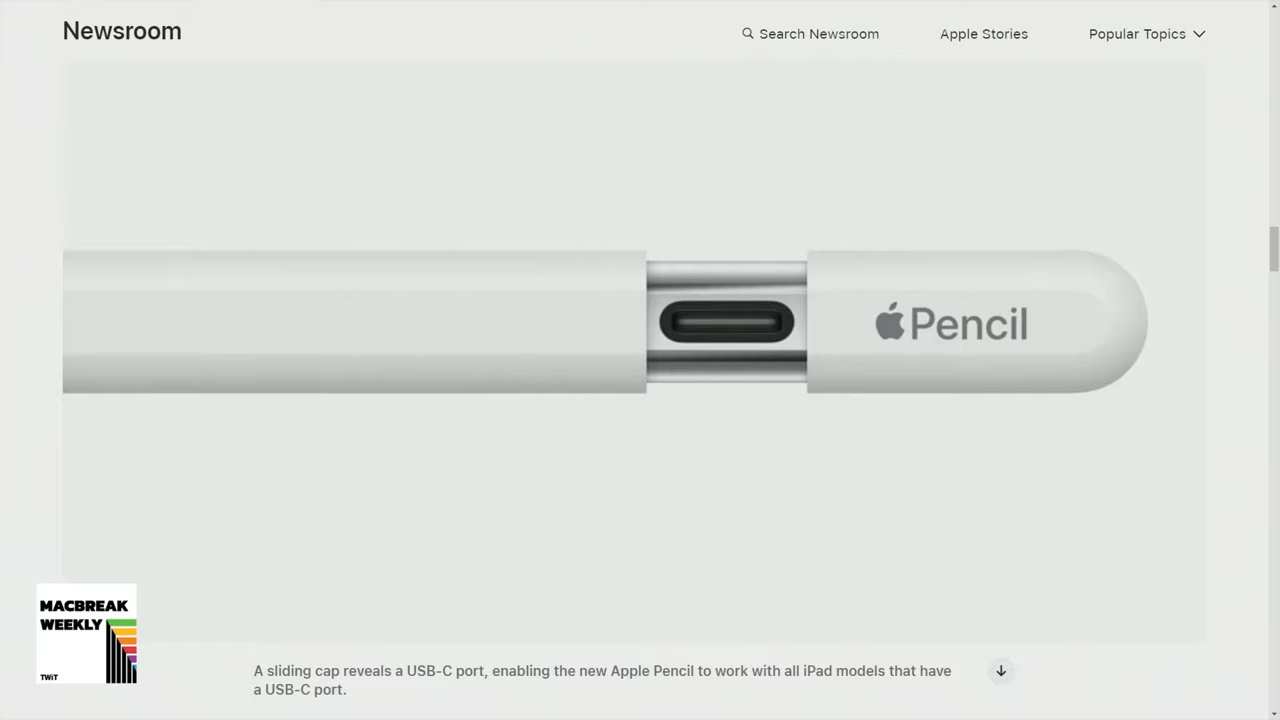 Newsroom
Search Newsroom
Apple Stories
Popular Topics
Pencil
MACBREAK
WEEKLY
TWiT
A sliding cap reveals a USB-C port, enabling the new Apple Pencil to work with all iPad models that have
a USB-C port.